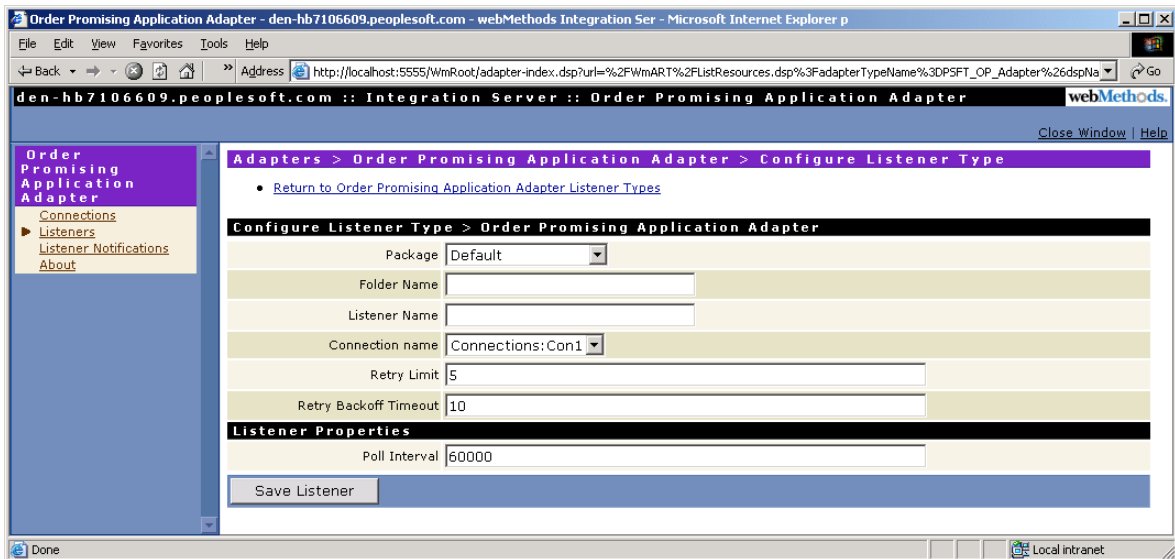 Order Promising Application Adapter - den-hb7106609.peoplesoft.com - webMethods Integration Ser - Microsoft Internet Explorer p
File Edit View Favorites Tools Help
Back » Address http://localhost:5555/WmRoot/adapter-index.dsp?url=%2FWmART%2FListResources.dsp%3FadapterTypeName%3DPSFT_OP_Adapter%26dspNa Go
den-hb7106609.peoplesoft.com :: Integration Server :: Order Promising Application Adapter webMethods.
Close Window | Help
Order
Promising
Application
Adapter
Connections
Listeners
Listener Notifications
About
Adapters > Order Promising Application Adapter > Configure Listener Type
• Return to Order Promising Application Adapter Listener Types
Configure Listener Type > Order Promising Application Adapter
Package Default
Folder Name
Listener Name
Connection name Connections:Con1
Retry Limit 5
Retry Backoff Timeout 10
Listener Properties
Poll Interval 60000
Save Listener
Done Local intranet